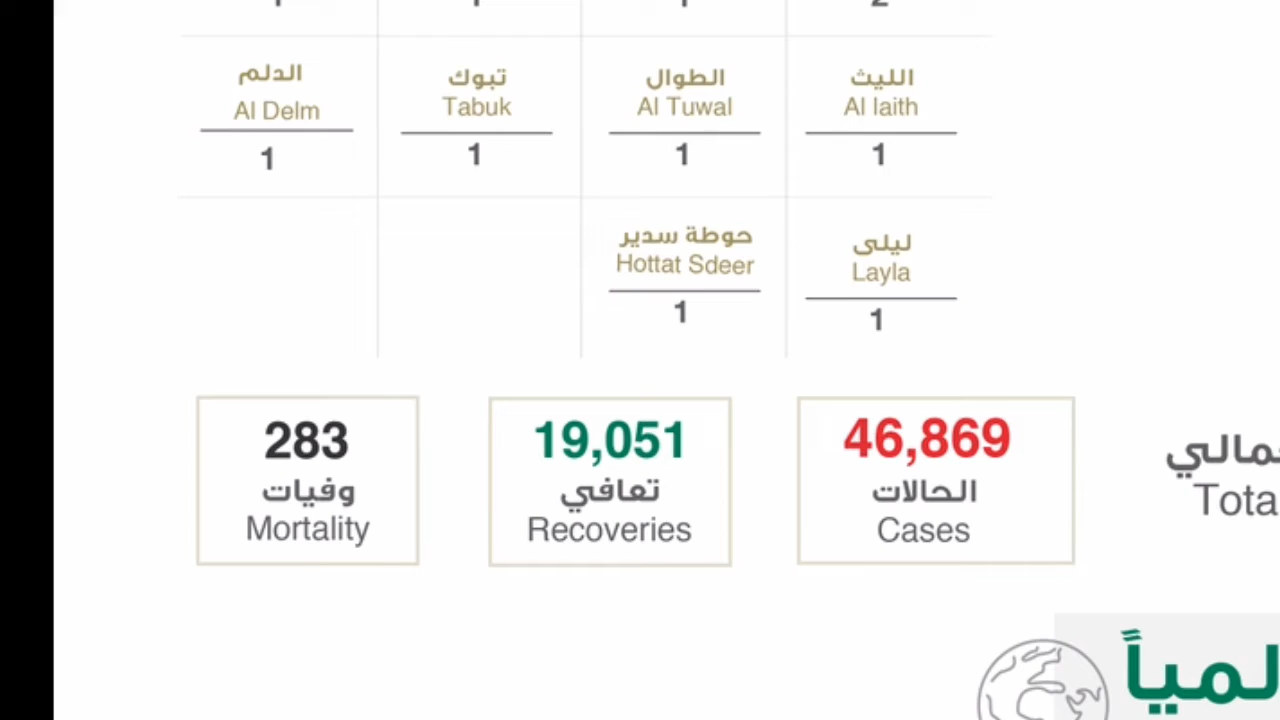 الدلم
Al Delm
1
تبوك
Tabuk
1
الطوال
Al Tuwal
1
الليث
Al laith
1
حوطة سدير
Hottat Sdeer
1
ليلى
Layla
1
283
وفيات
Mortality
19,051
تعافي
Recoveries
46,869
الحالات
Cases